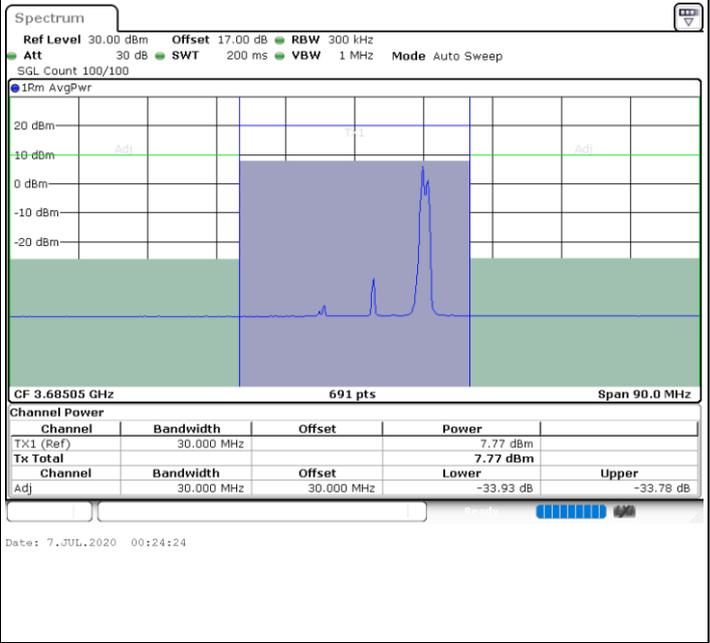 Spectrum
Ref Level 30.00 dBm Offset 17.00 dB RBW 300 kHz
Att 30 dB SWT 200 ms VBW 1 MHz Mode Auto Sweep
SGL Count 100/100
1Rm AvgPwr
20 dBm
TX1
Adj
Adj
10 dBm
0 dBm
-10 dBm
-20 dBm
CF 3.68505 GHz 691 pts Span 90.0 MHz
Channel Power
Channel Bandwidth Offset Power
TX1 (Ref) 30.000 MHz 7.77 dBm
Tx Total 7.77 dBm
Channel Bandwidth Offset Lower Upper
Adj 30.000 MHz 30.000 MHz -33.93 dB -33.78 dB
Ready
Date: 7.JUL.2020 00:24:24